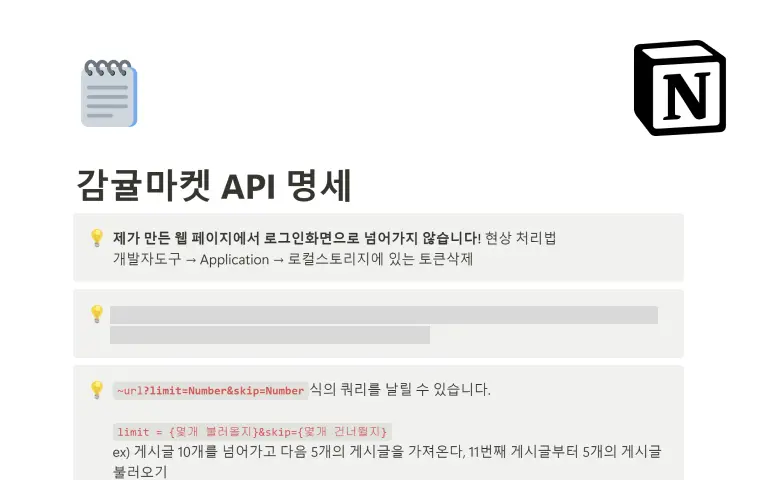 N
감귤마켓 API 명세
제가 만든 웹 페이지에서 로그인화면으로 넘어가지 않습니다! 현상 처리법
개발자도구 → Application → 로컬스토리지에 있는 토큰삭제
~url?limit=Number&skip=Number 식의 쿼리를 날릴 수 있습니다.
limit = {몇개 불러올지}&skip={몇개 건너뛸지}
ex) 게시글 10개를 넘어가고 다음 5개의 게시글을 가져온다, 11번째 게시글부터 5개의 게시글
불러오기